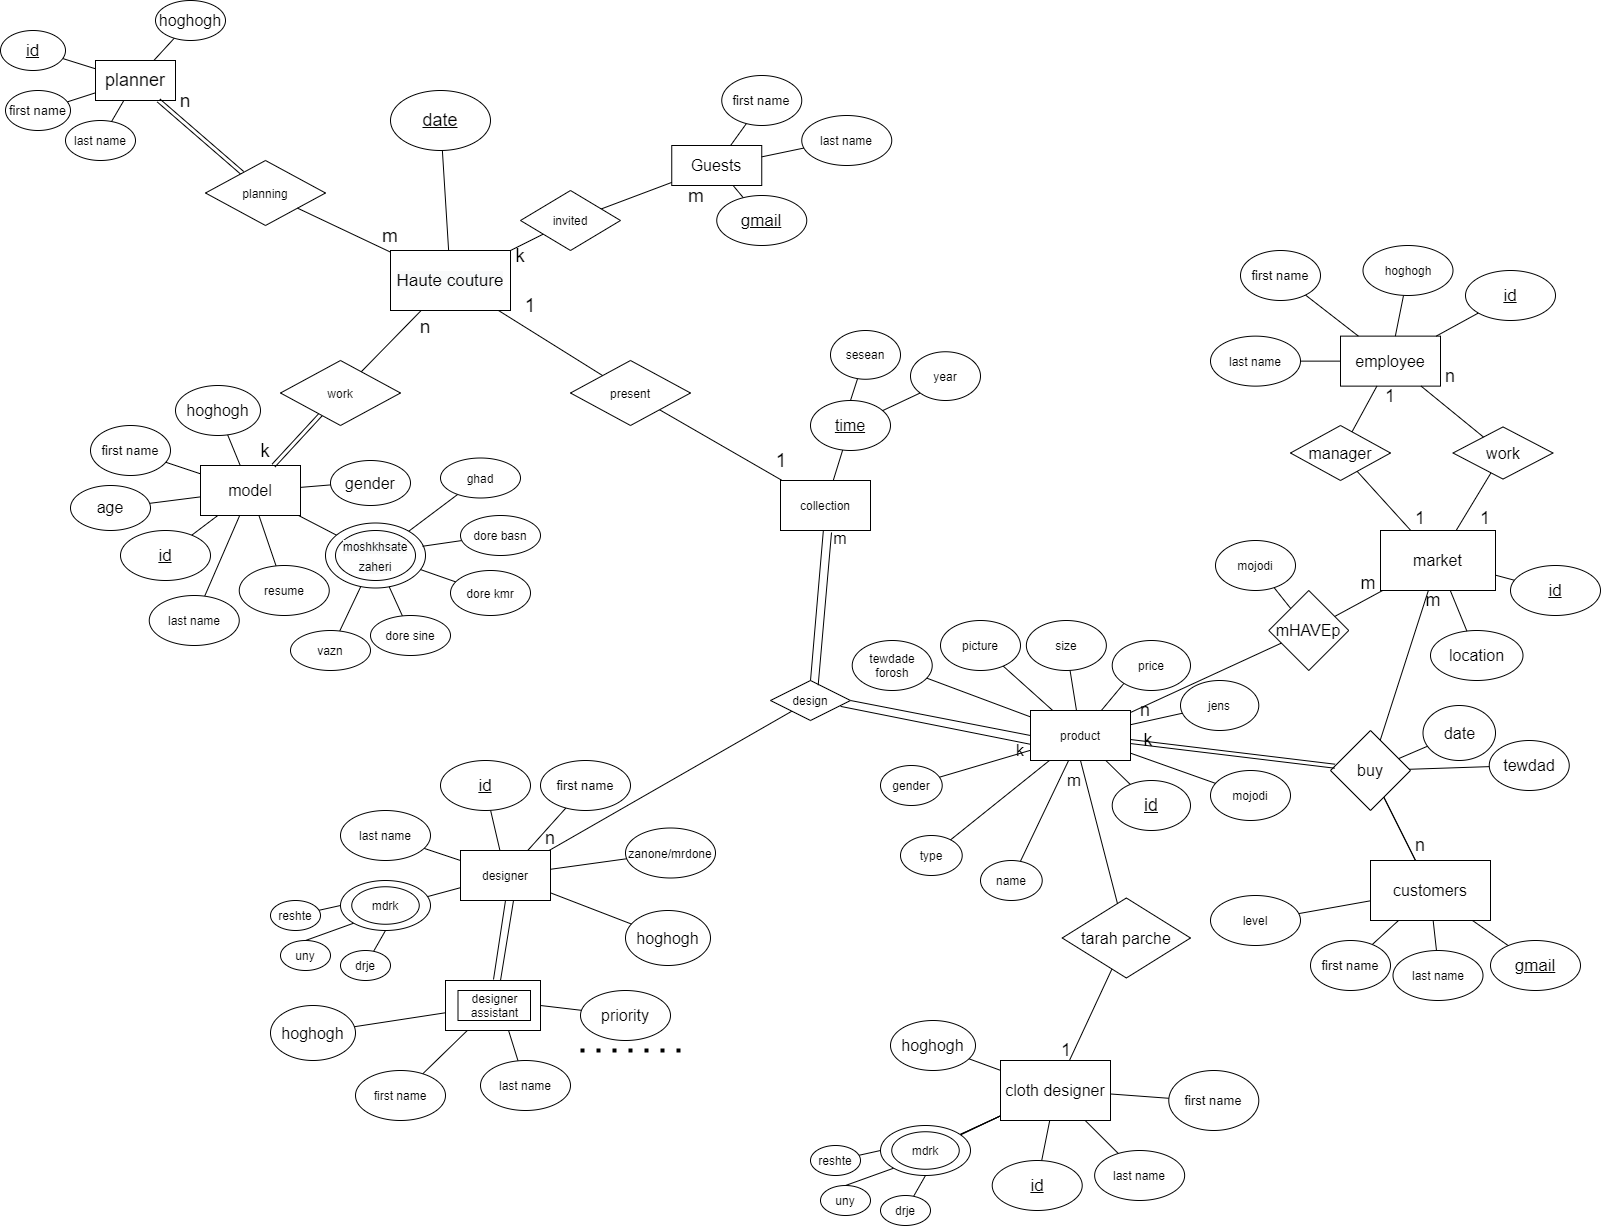 hoghogh
id
planner
first name
last name
n
planning
date
first name
last name
Guests
m
gmail
invited
m
k
Haute couture
n
1
work
present
k
hoghogh
first name
age
id
last name
resume
model
gender
moshkhsate
zaheri
ghad
dore basn
dore kmr
dore sine
vazn
sesean
year
time
1
collection
m
design
first name
hoghogh
id
last name
employee
n
1
manager
work
1
1
market
id
location
m
m
mojodi
mHAVEp
tewdade
forosh
picture
size
price
jens
n
product
k
k
m
gender
type
name
id
mojodi
buy
date
tewdad
n
customers
level
first name
last name
gmail
id
first name
last name
n
designer
zanone/mrdone
hoghogh
mdrk
reshte
uny
drje
designer
assistant
priority
hoghogh
first name
last name
tarah parche
1
hoghogh
cloth designer
first name
last name
id
mdrk
reshte
uny
drje